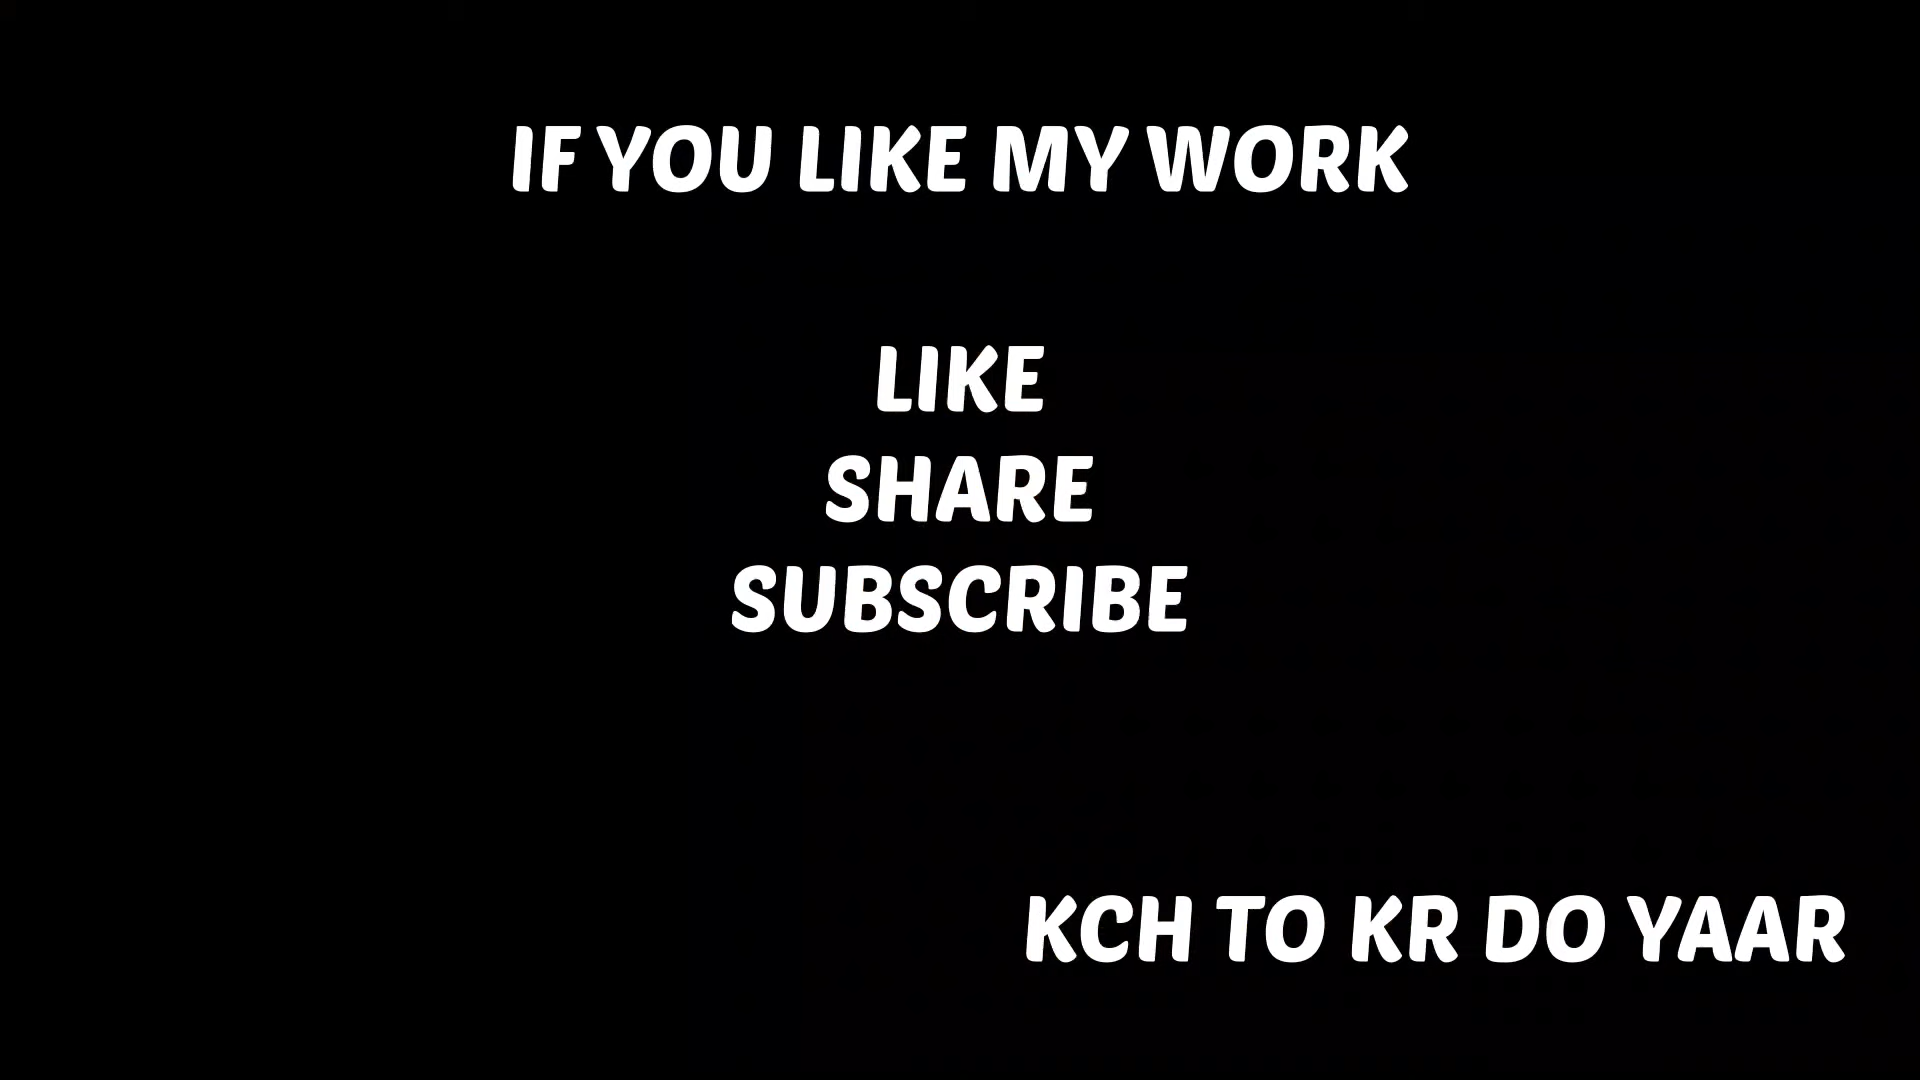 IF YOU LIKE MY WORK
LIKE
SHARE
SUBSCRIBE
KCH TO KR DO YAAR